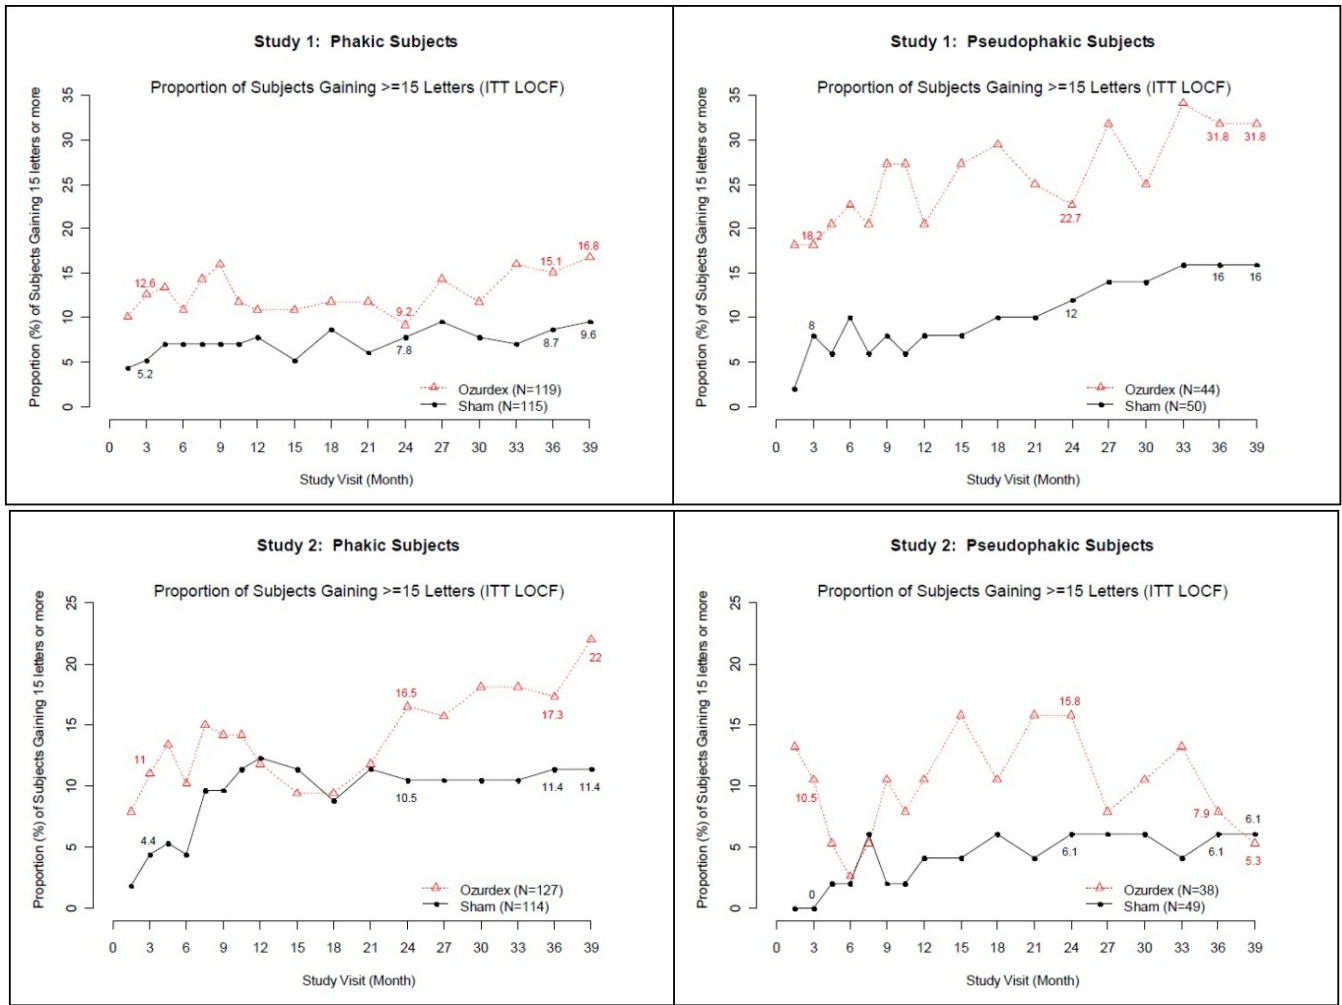 Study 1: Phakic Subjects
Proportion of Subjects Gaining >=15 Letters (ITT LOCF)
Proportion (%) of Subjects Gaining 15 letters or more
35
30
25
20
15
10
5
0
12.6
9.2
15.1
16.8
5.2
7.8
8.7
9.6
Ozurdex (N=119)
Sham (N=115)
0 3 6 9 12 15 18 21 24 27 30 33 36 39
Study Visit (Month)
Study 1: Pseudophakic Subjects
Proportion of Subjects Gaining >=15 Letters (ITT LOCF)
Proportion (%) of Subjects Gaining 15 letters or more
35
30
25
20
15
10
5
0
18.2
22.7
31.8
31.8
8
12
16
16
Ozurdex (N=44)
Sham (N=50)
0 3 6 9 12 15 18 21 24 27 30 33 36 39
Study Visit (Month)
Study 2: Phakic Subjects
Proportion of Subjects Gaining >=15 Letters (ITT LOCF)
Proportion (%) of Subjects Gaining 15 letters or more
25
20
15
10
5
0
11
16.5
17.3
22
4.4
10.5
11.4
11.4
Ozurdex (N=127)
Sham (N=114)
0 3 6 9 12 15 18 21 24 27 30 33 36 39
Study Visit (Month)
Study 2: Pseudophakic Subjects
Proportion of Subjects Gaining >=15 Letters (ITT LOCF)
Proportion (%) of Subjects Gaining 15 letters or more
25
20
15
10
5
0
10.5
15.8
7.9
5.3
0
6.1
6.1
6.1
Ozurdex (N=38)
Sham (N=49)
0 3 6 9 12 15 18 21 24 27 30 33 36 39
Study Visit (Month)